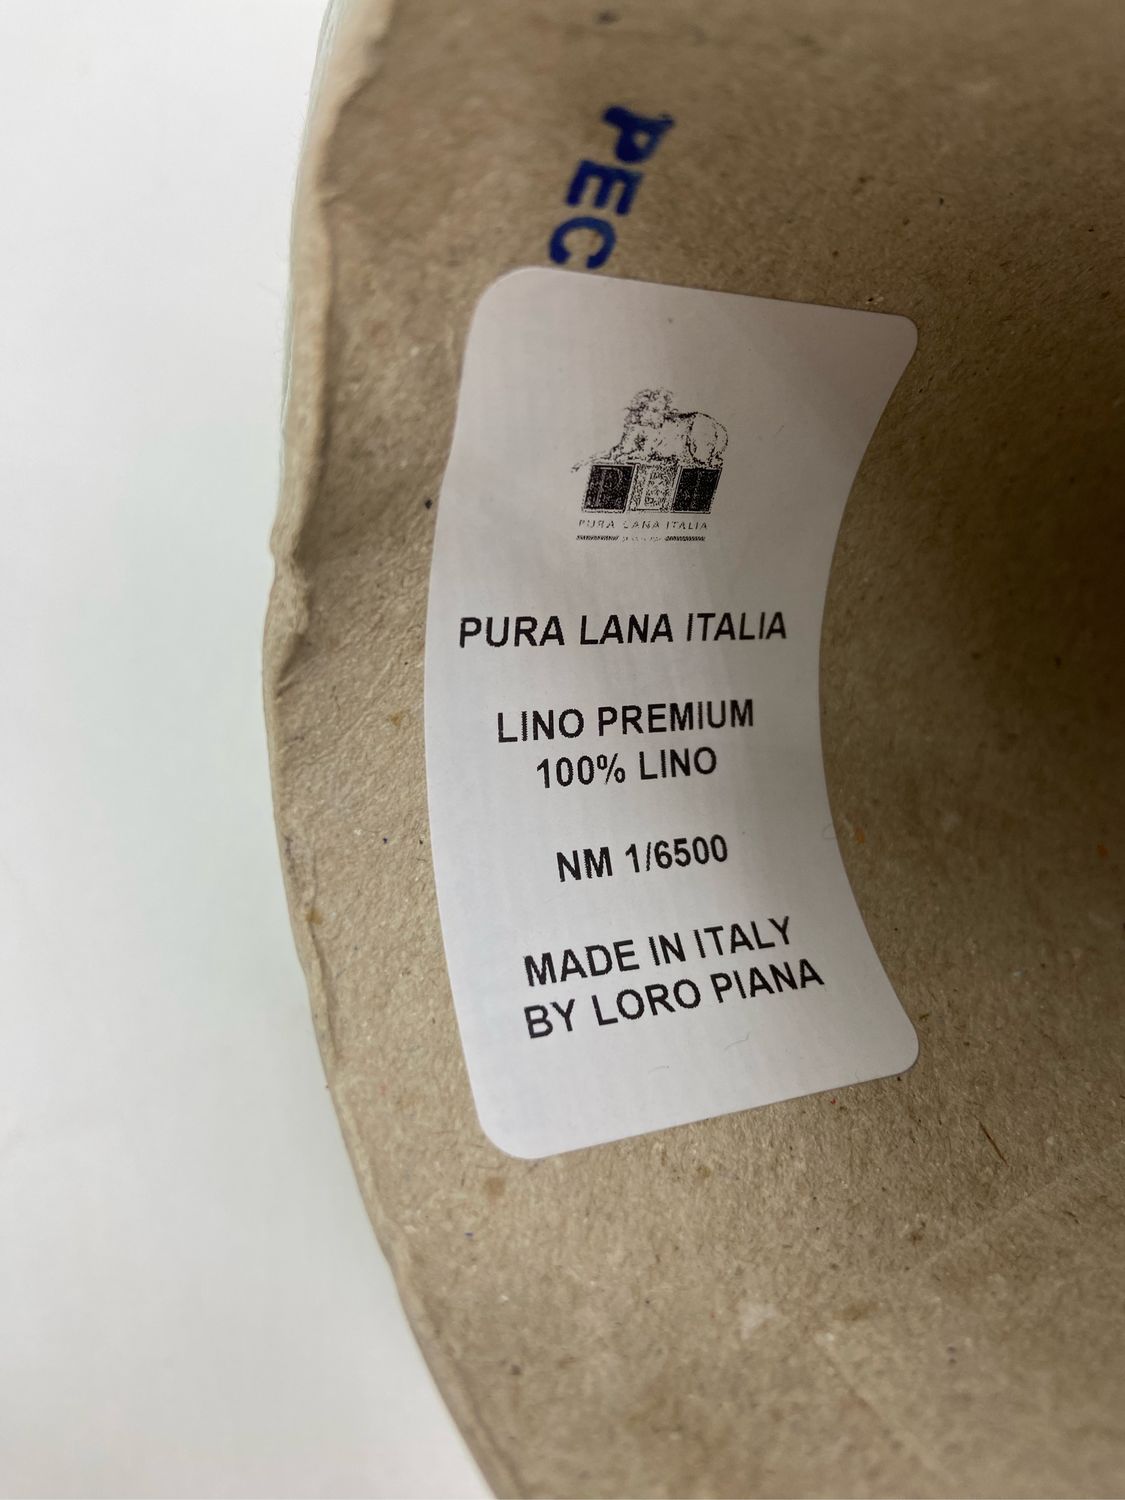 PEC
PURA LANA ITALIA
PURA LANA ITALIA
LINO PREMIUM
100% LINO
NM 1/6500
MADE IN ITALY
BY LORO PIANA